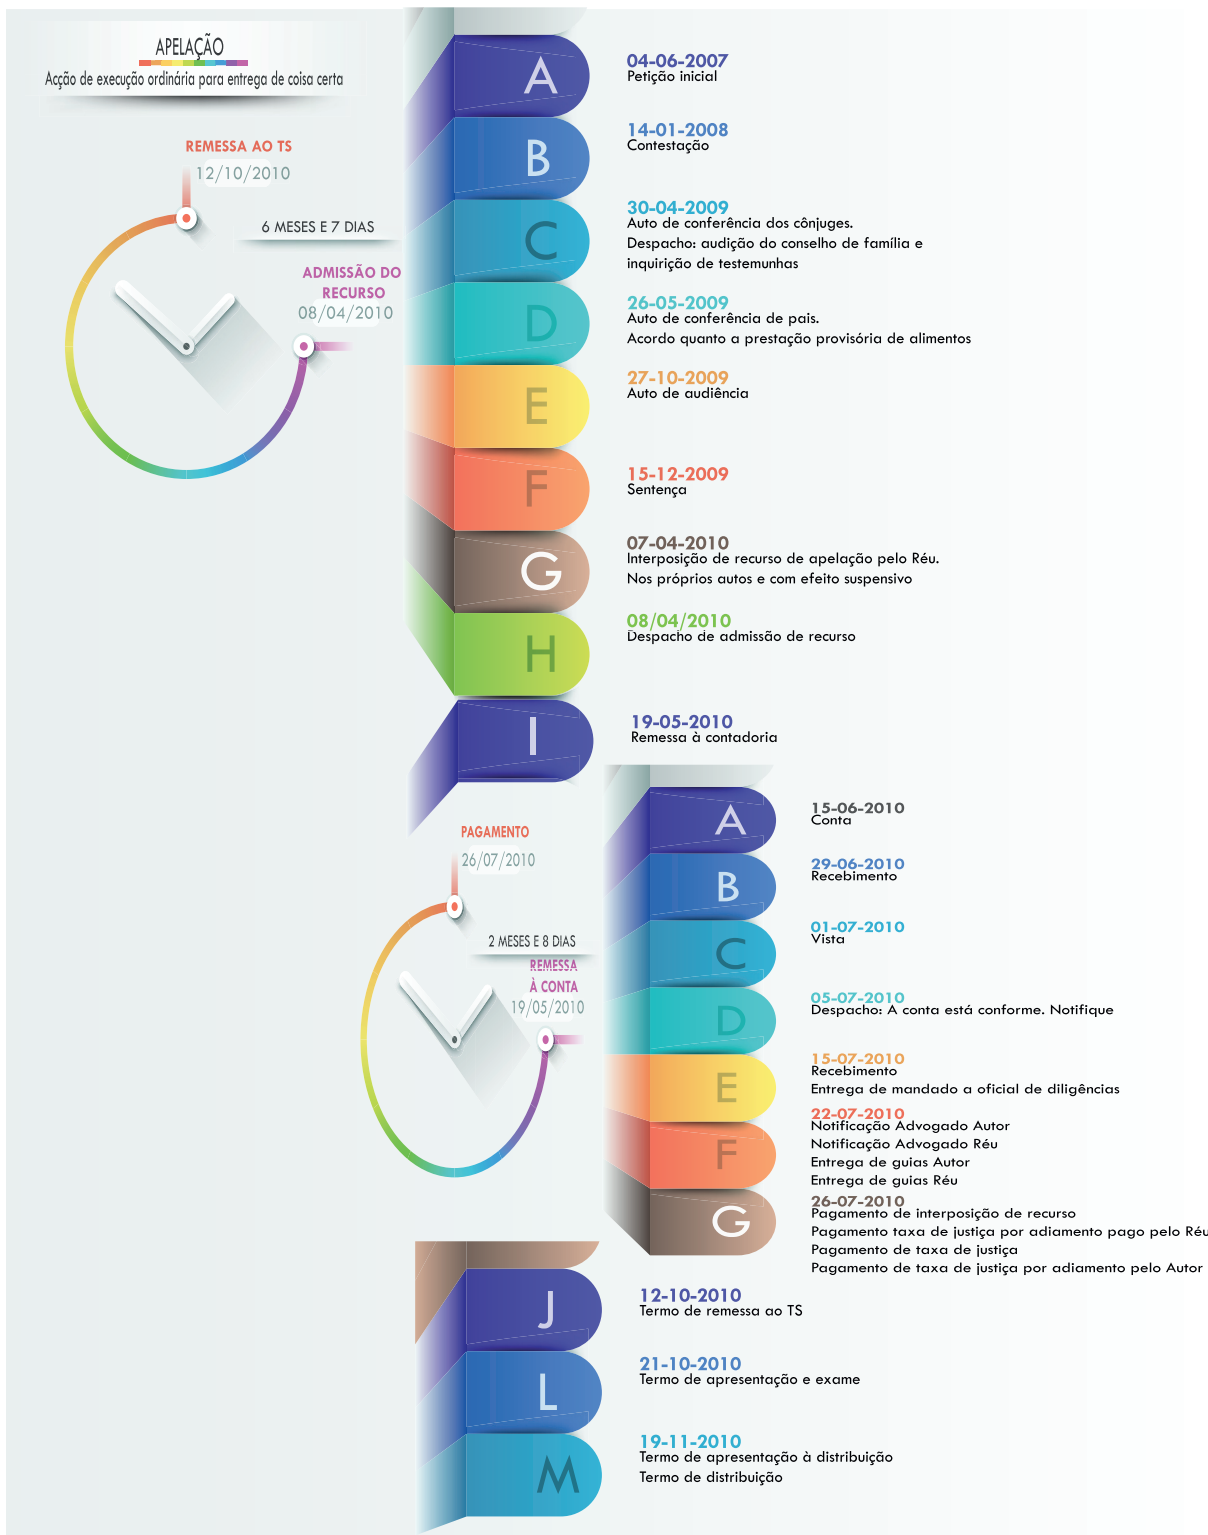 APELAÇÃO
Acção de execução ordinária para entrega de coisa certa
REMESSA AO TS
12/10/2010
6 MESES E 7 DIAS
ADMISSÃO DO
RECURSO
08/04/2010
A
04-06-2007
Petição inicial
B
14-01-2008
Contestação
C
30-04-2009
Auto de conferência dos cônjuges.
Despacho: audição do conselho de família e
inquirição de testemunhas
D
26-05-2009
Auto de conferência de pais.
Acordo quanto a prestação provisória de alimentos
E
27-10-2009
Auto de audiência
F
15-12-2009
Sentença
G
07-04-2010
Interposição de recurso de apelação pelo Réu.
Nos próprios autos e com efeito suspensivo
H
08/04/2010
Despacho de admissão de recurso
I
19-05-2010
Remessa à contadoria
PAGAMENTO
26/07/2010
2 MESES E 8 DIAS
REMESSA
À CONTA
19/05/2010
A
15-06-2010
Conta
B
29-06-2010
Recebimento
C
01-07-2010
Vista
D
05-07-2010
Despacho: A conta está conforme. Notifique
E
15-07-2010
Recebimento
Entrega de mandado a oficial de diligências
F
22-07-2010
Notificação Advogado Autor
Notificação Advogado Réu
Entrega de guias Autor
Entrega de guias Réu
G
26-07-2010
Pagamento de interposição de recurso
Pagamento taxa de justiça por adiamento pago pelo Réu
Pagamento de taxa de justiça
Pagamento de taxa de justiça por adiamento pelo Autor
J
12-10-2010
Termo de remessa ao TS
L
21-10-2010
Termo de apresentação e exame
M
19-11-2010
Termo de apresentação à distribuição
Termo de distribuição